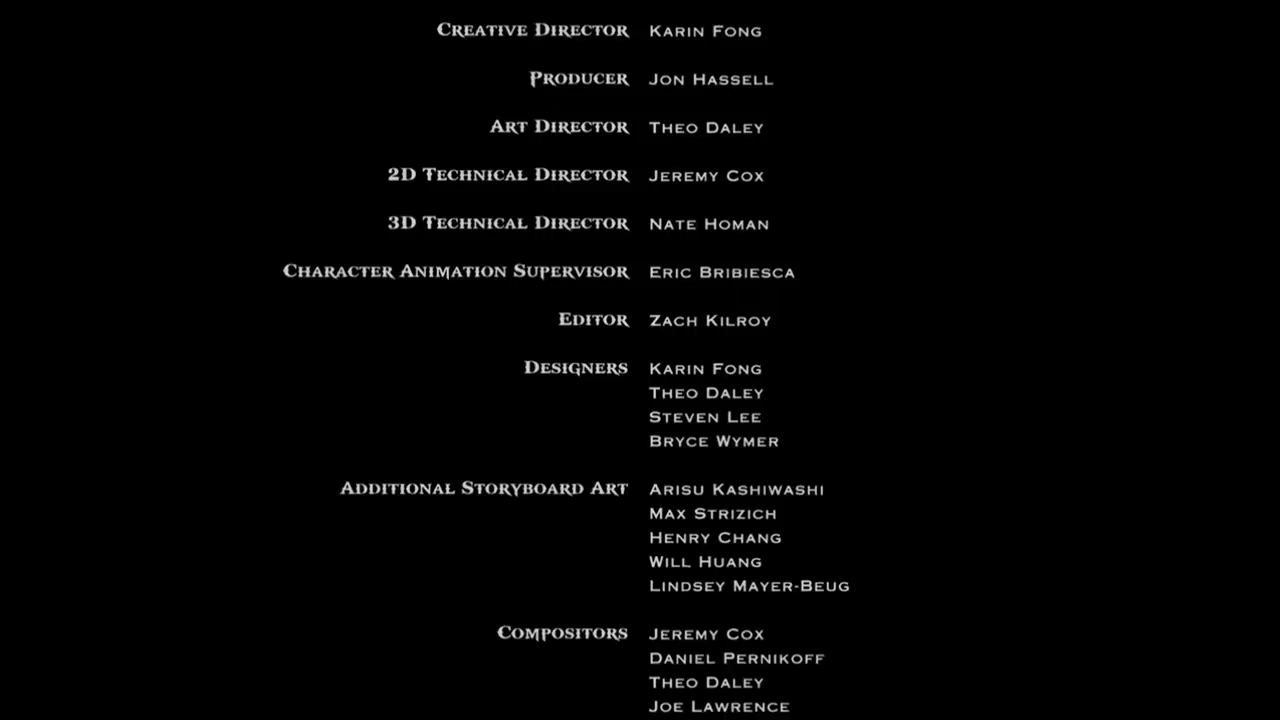 Creative Director Karin Fong
Producer Jon Hassell
Art Director Theo Daley
2D Technical Director Jeremy Cox
3D Technical Director Nate Homan
Character Animation Supervisor Eric Bribiesca
Editor Zach Kilroy
Designers Karin Fong
Theo Daley
Steven Lee
Bryce Wymer
Additional Storyboard Art Arisu Kashiwashi
Max Strizich
Henry Chang
Will Huang
Lindsey Mayer-Beug
Compositors Jeremy Cox
Daniel Pernikoff
Theo Daley
Joe Lawrence